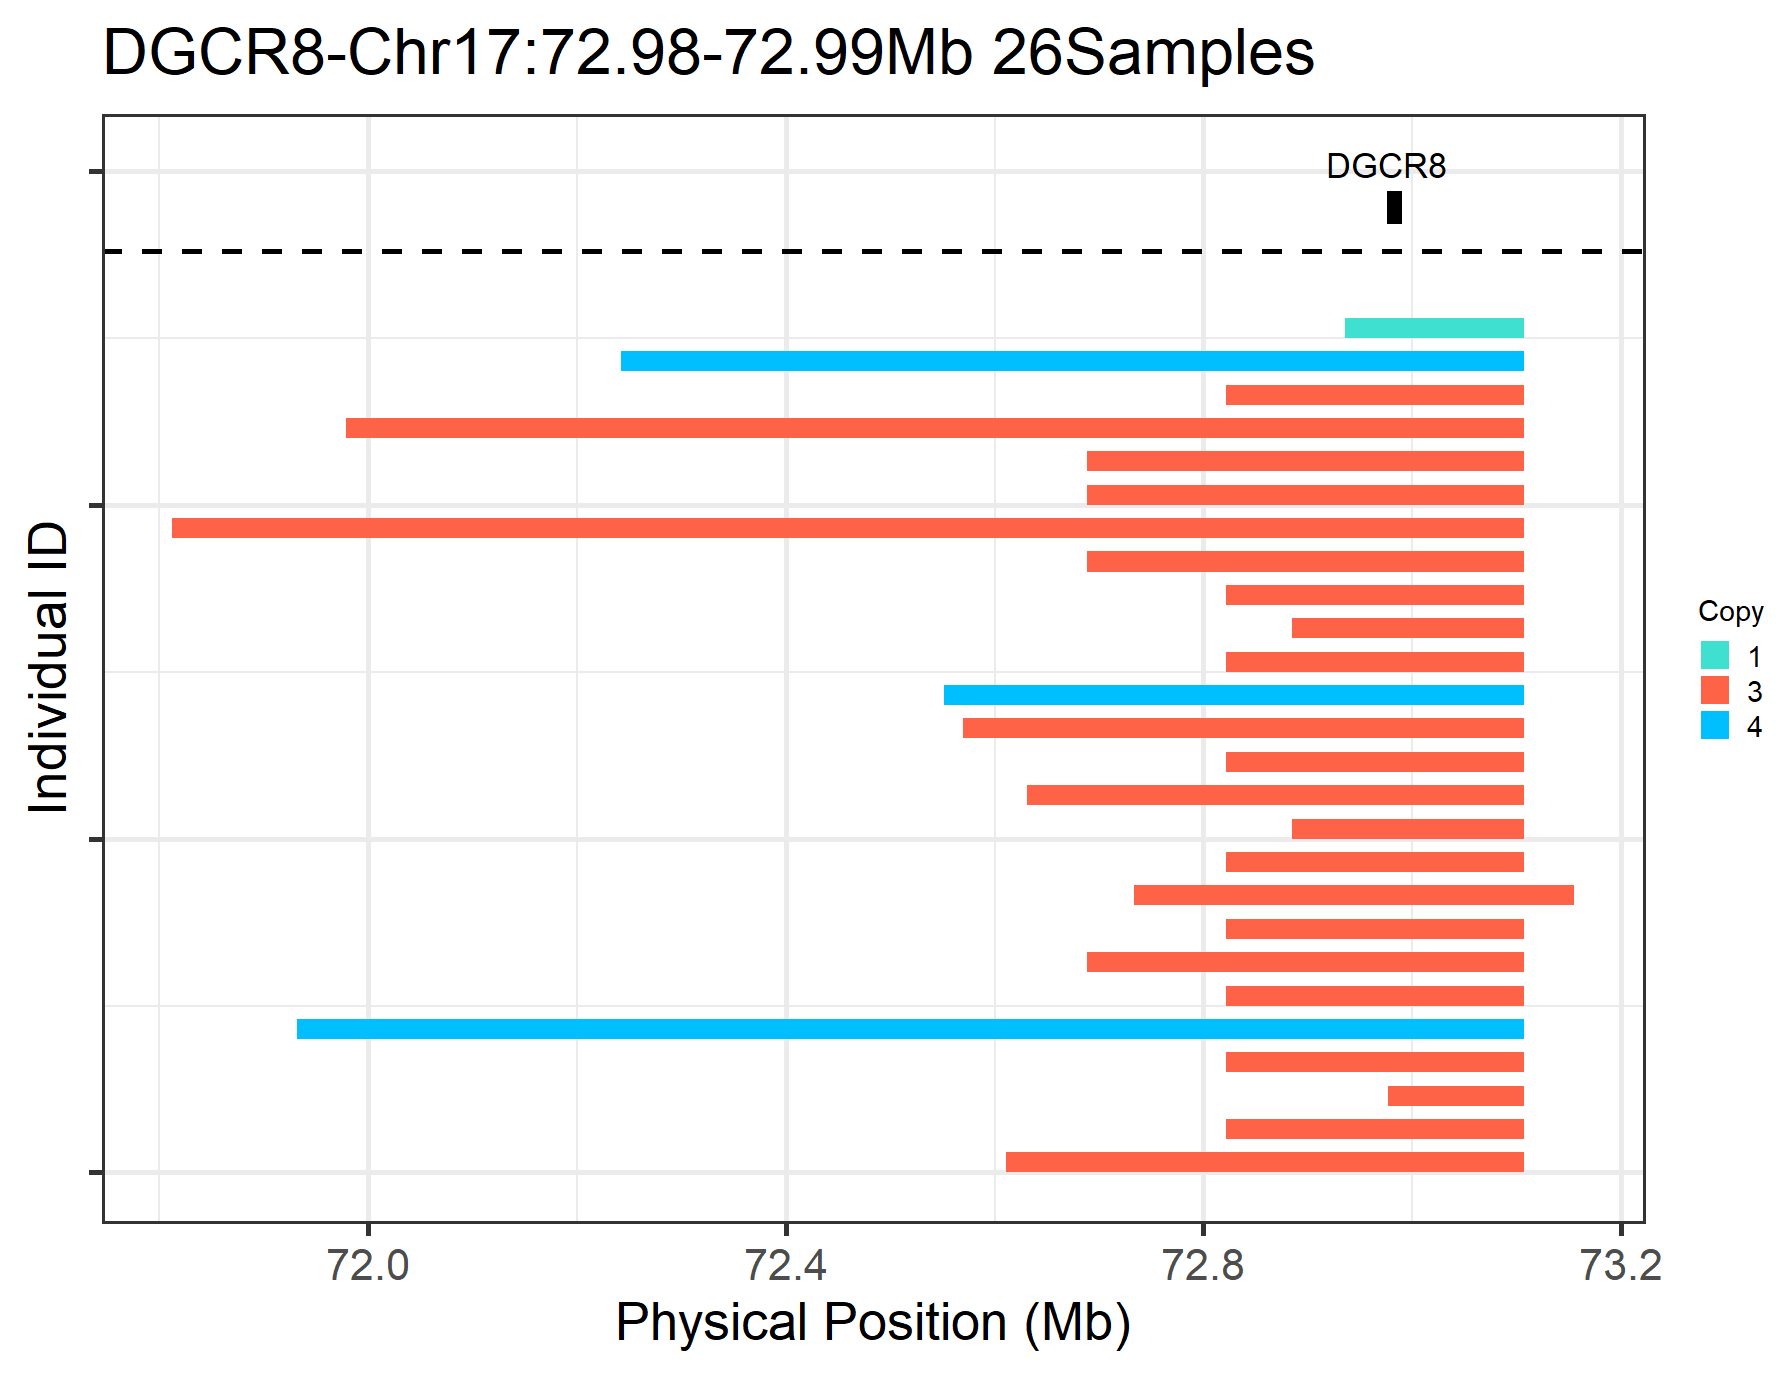 DGCR8-Chr17:72.98-72.99Mb 26Samples
DGCR8
Individual ID
Copy
1
3
4
72.0 72.4 72.8 73.2
Physical Position (Mb)